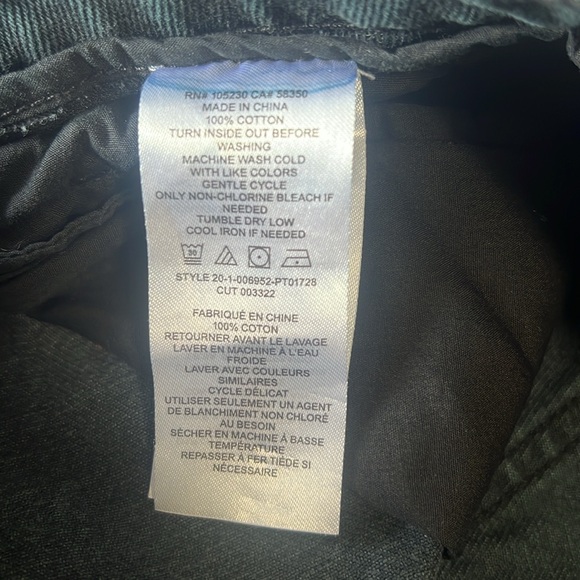 RN# 105230 CA# 58350
MADE IN CHINA
100% COTTON
TURN INSIDE OUT BEFORE
WASHING
MACHINE WASH COLD
WITH LIKE COLORS
GENTLE CYCLE
ONLY NON-CHLORINE BLEACH IF
NEEDED
TUMBLE DRY LOW
COOL IRON IF NEEDED
30
STYLE 20-1-006952-PT01728
CUT 003322
FABRIQUÉ EN CHINE
100% COTON
RETOURNER AVANT LE LAVAGE
LAVER EN MACHINE À L'EAU
FROIDE
LAVER AVEC COULEURS
SIMILAIRES
CYCLE DÉLICAT
UTILISER SEULEMENT UN AGENT
DE BLANCHIMENT NON CHLORÉ
AU BESOIN
SÉCHER EN MACHINE À BASSE
TEMPÉRATURE
REPASSER À FER TIÉDE SI
NÉCESSAIRE